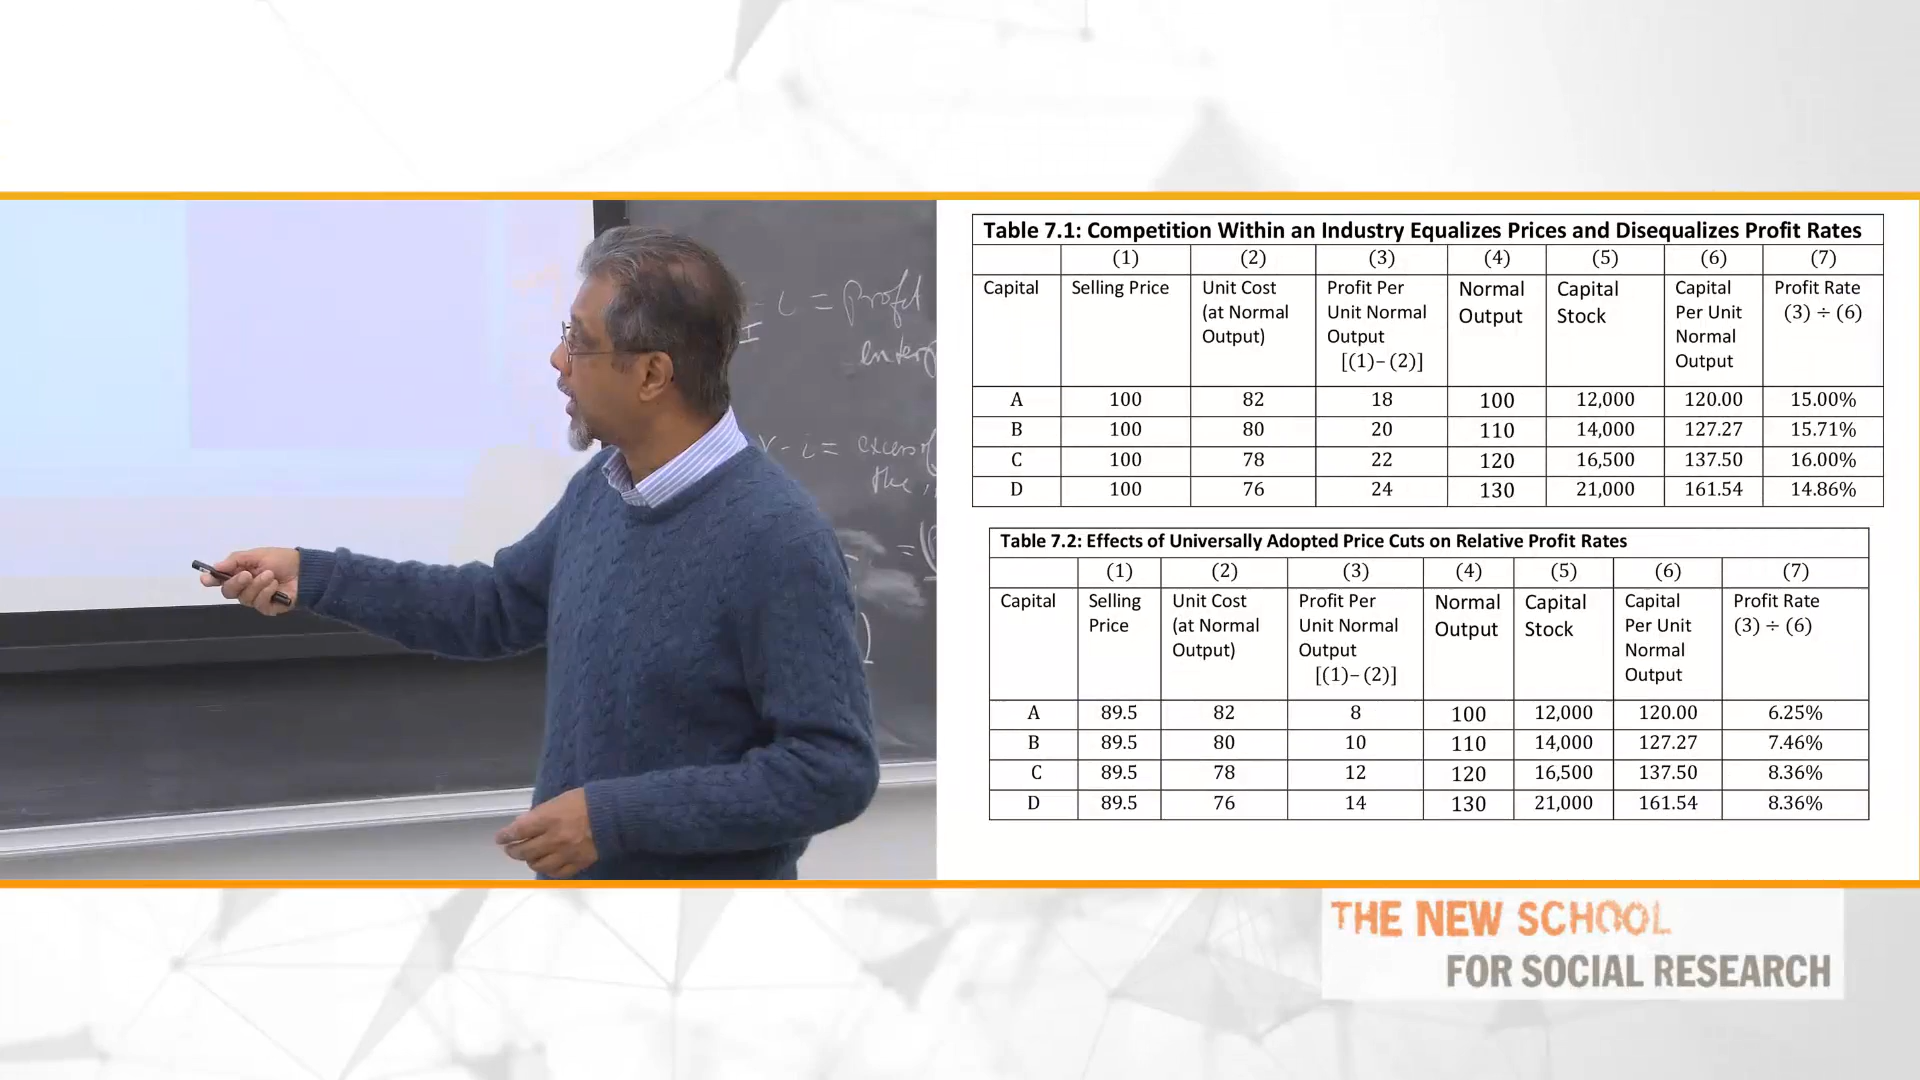 i = Profit
enterp
r - i = excess of
the
Table 7.1: Competition Within an Industry Equalizes Prices and Disequalizes Profit Rates
(1) (2) (3) (4) (5) (6) (7)
Capital Selling Price Unit Cost Profit Per Normal Capital Capital Profit Rate
(at Normal Unit Normal Output Stock Per Unit (3) ÷ (6)
Output) Output Normal
[(1)– (2)] Output
A 100 82 18 100 12,000 120.00 15.00%
B 100 80 20 110 14,000 127.27 15.71%
C 100 78 22 120 16,500 137.50 16.00%
D 100 76 24 130 21,000 161.54 14.86%
Table 7.2: Effects of Universally Adopted Price Cuts on Relative Profit Rates
(1) (2) (3) (4) (5) (6) (7)
Capital Selling Unit Cost Profit Per Normal Capital Capital Profit Rate
Price (at Normal Unit Normal Output Stock Per Unit (3) ÷ (6)
Output) Output Normal
[(1)– (2)] Output
A 89.5 82 8 100 12,000 120.00 6.25%
B 89.5 80 10 110 14,000 127.27 7.46%
C 89.5 78 12 120 16,500 137.50 8.36%
D 89.5 76 14 130 21,000 161.54 8.36%
THE NEW SCHOOL
FOR SOCIAL RESEARCH